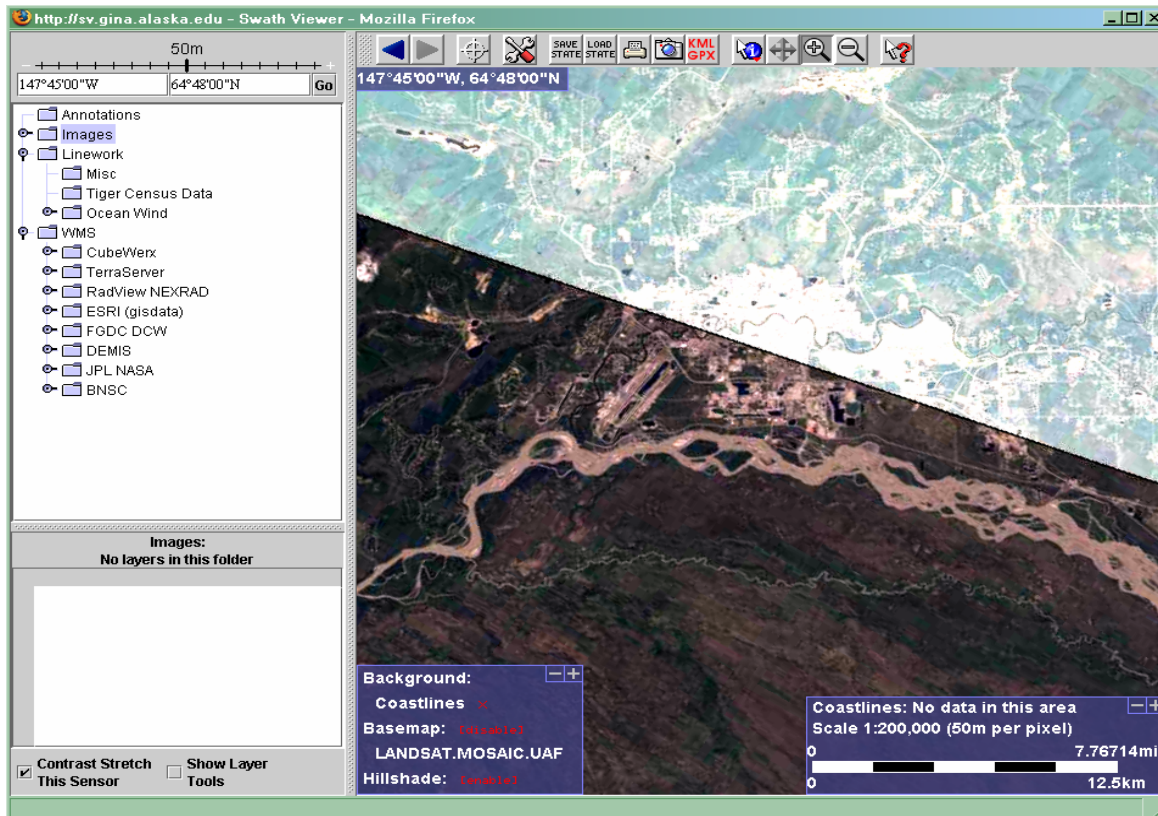 http://sv.gina.alaska.edu - Swath Viewer - Mozilla Firefox
50m
147°45'00"W 64°48'00"N Go
SAVE STATE LOAD STATE KML GPX
147°45'00"W, 64°48'00"N
Annotations
Images
Linework
Misc
Tiger Census Data
Ocean Wind
WMS
CubeWerx
TerraServer
RadView NEXRAD
ESRI (gisdata)
FGDC DCW
DEMIS
JPL NASA
BNSC
Images:
No layers in this folder
Contrast Stretch
This Sensor
Show Layer
Tools
Background:
Coastlines x
Basemap: [disable]
LANDSAT.MOSAIC.UAF
Hillshade: [enable]
Coastlines: No data in this area
Scale 1:200,000 (50m per pixel)
0 7.76714mi
0 12.5km